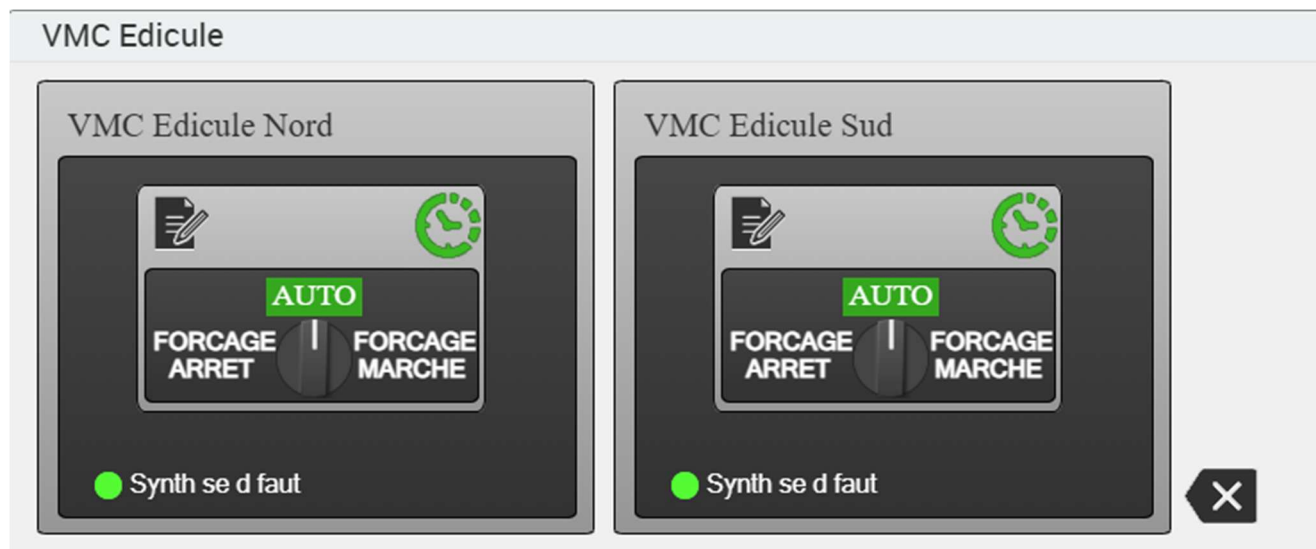 VMC Edicule
VMC Edicule Nord
AUTO
FORCAGE ARRET
FORCAGE MARCHE
Synth se d faut
VMC Edicule Sud
AUTO
FORCAGE ARRET
FORCAGE MARCHE
Synth se d faut